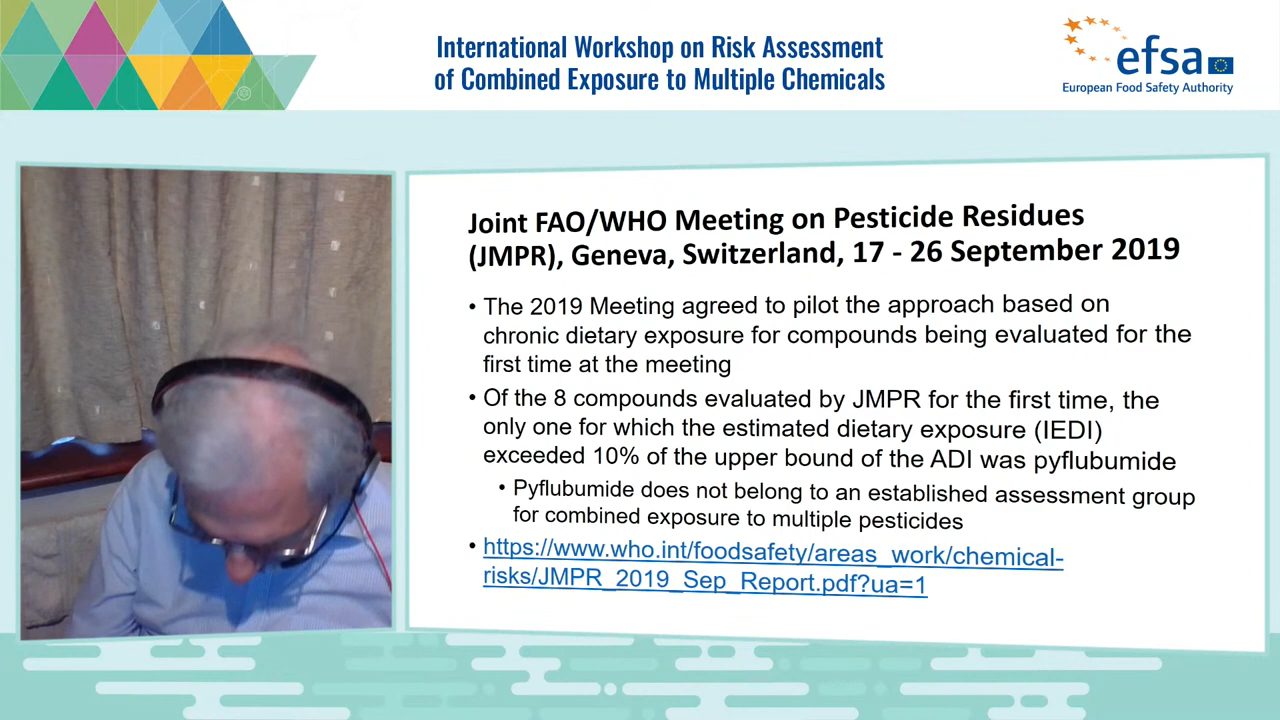 International Workshop on Risk Assessment
of Combined Exposure to Multiple Chemicals
efsa
European Food Safety Authority
Joint FAO/WHO Meeting on Pesticide Residues
(JMPR), Geneva, Switzerland, 17 - 26 September 2019
• The 2019 Meeting agreed to pilot the approach based on
chronic dietary exposure for compounds being evaluated for the
first time at the meeting
• Of the 8 compounds evaluated by JMPR for the first time, the
only one for which the estimated dietary exposure (IEDI)
exceeded 10% of the upper bound of the ADI was pyflubumide
• Pyflubumide does not belong to an established assessment group
for combined exposure to multiple pesticides
• https://www.who.int/foodsafety/areas_work/chemical-
risks/JMPR_2019_Sep_Report.pdf?ua=1